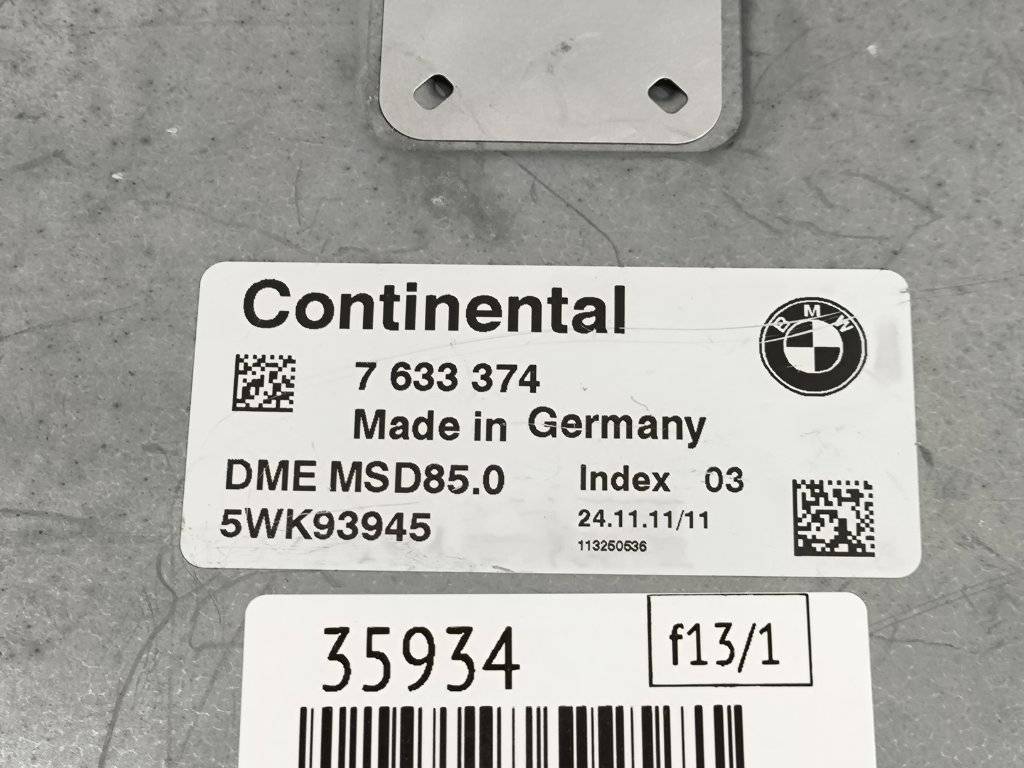 Continental
BMW
7 633 374
Made in Germany
DME MSD85.0 Index 03
5WK93945 24.11.11/11
113250536
35934 f13/1